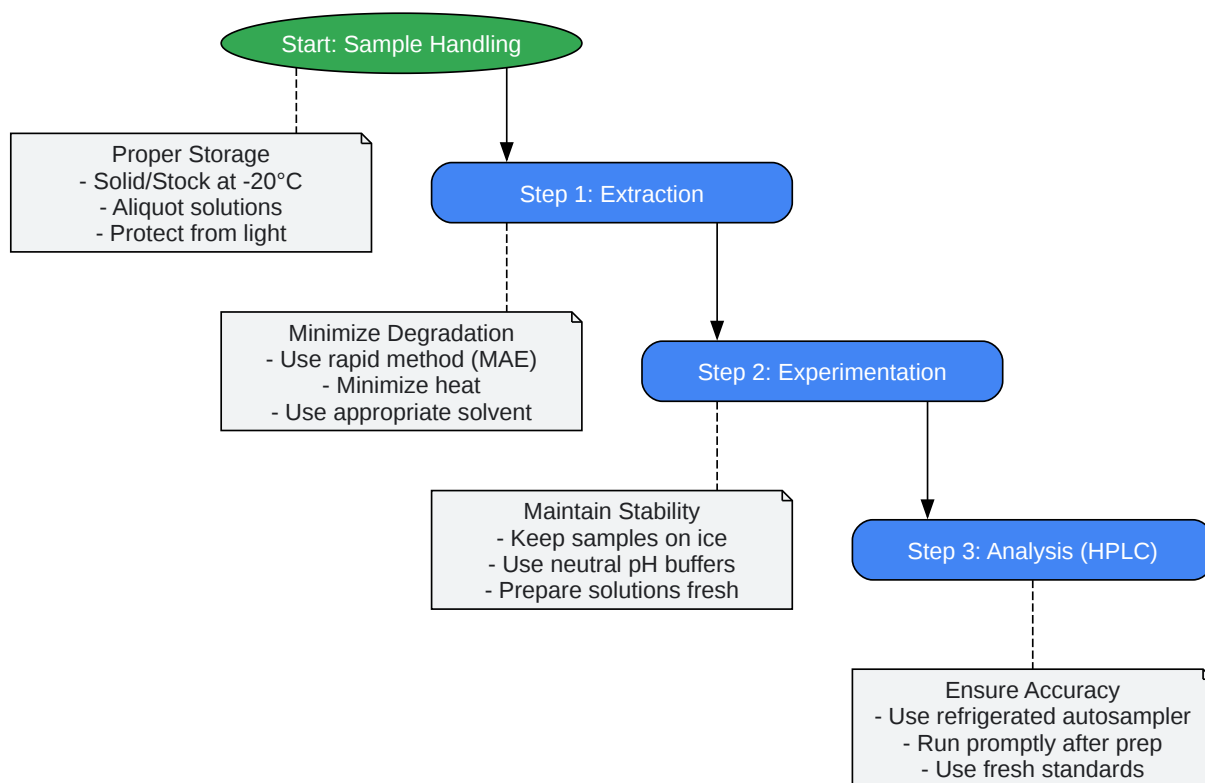 Start: Sample Handling
Proper Storage
- Solid/Stock at -20°C
- Aliquot solutions
- Protect from light
Step 1: Extraction
Minimize Degradation
- Use rapid method (MAE)
- Minimize heat
- Use appropriate solvent
Step 2: Experimentation
Maintain Stability
- Keep samples on ice
- Use neutral pH buffers
- Prepare solutions fresh
Step 3: Analysis (HPLC)
Ensure Accuracy
- Use refrigerated autosampler
- Run promptly after prep
- Use fresh standards